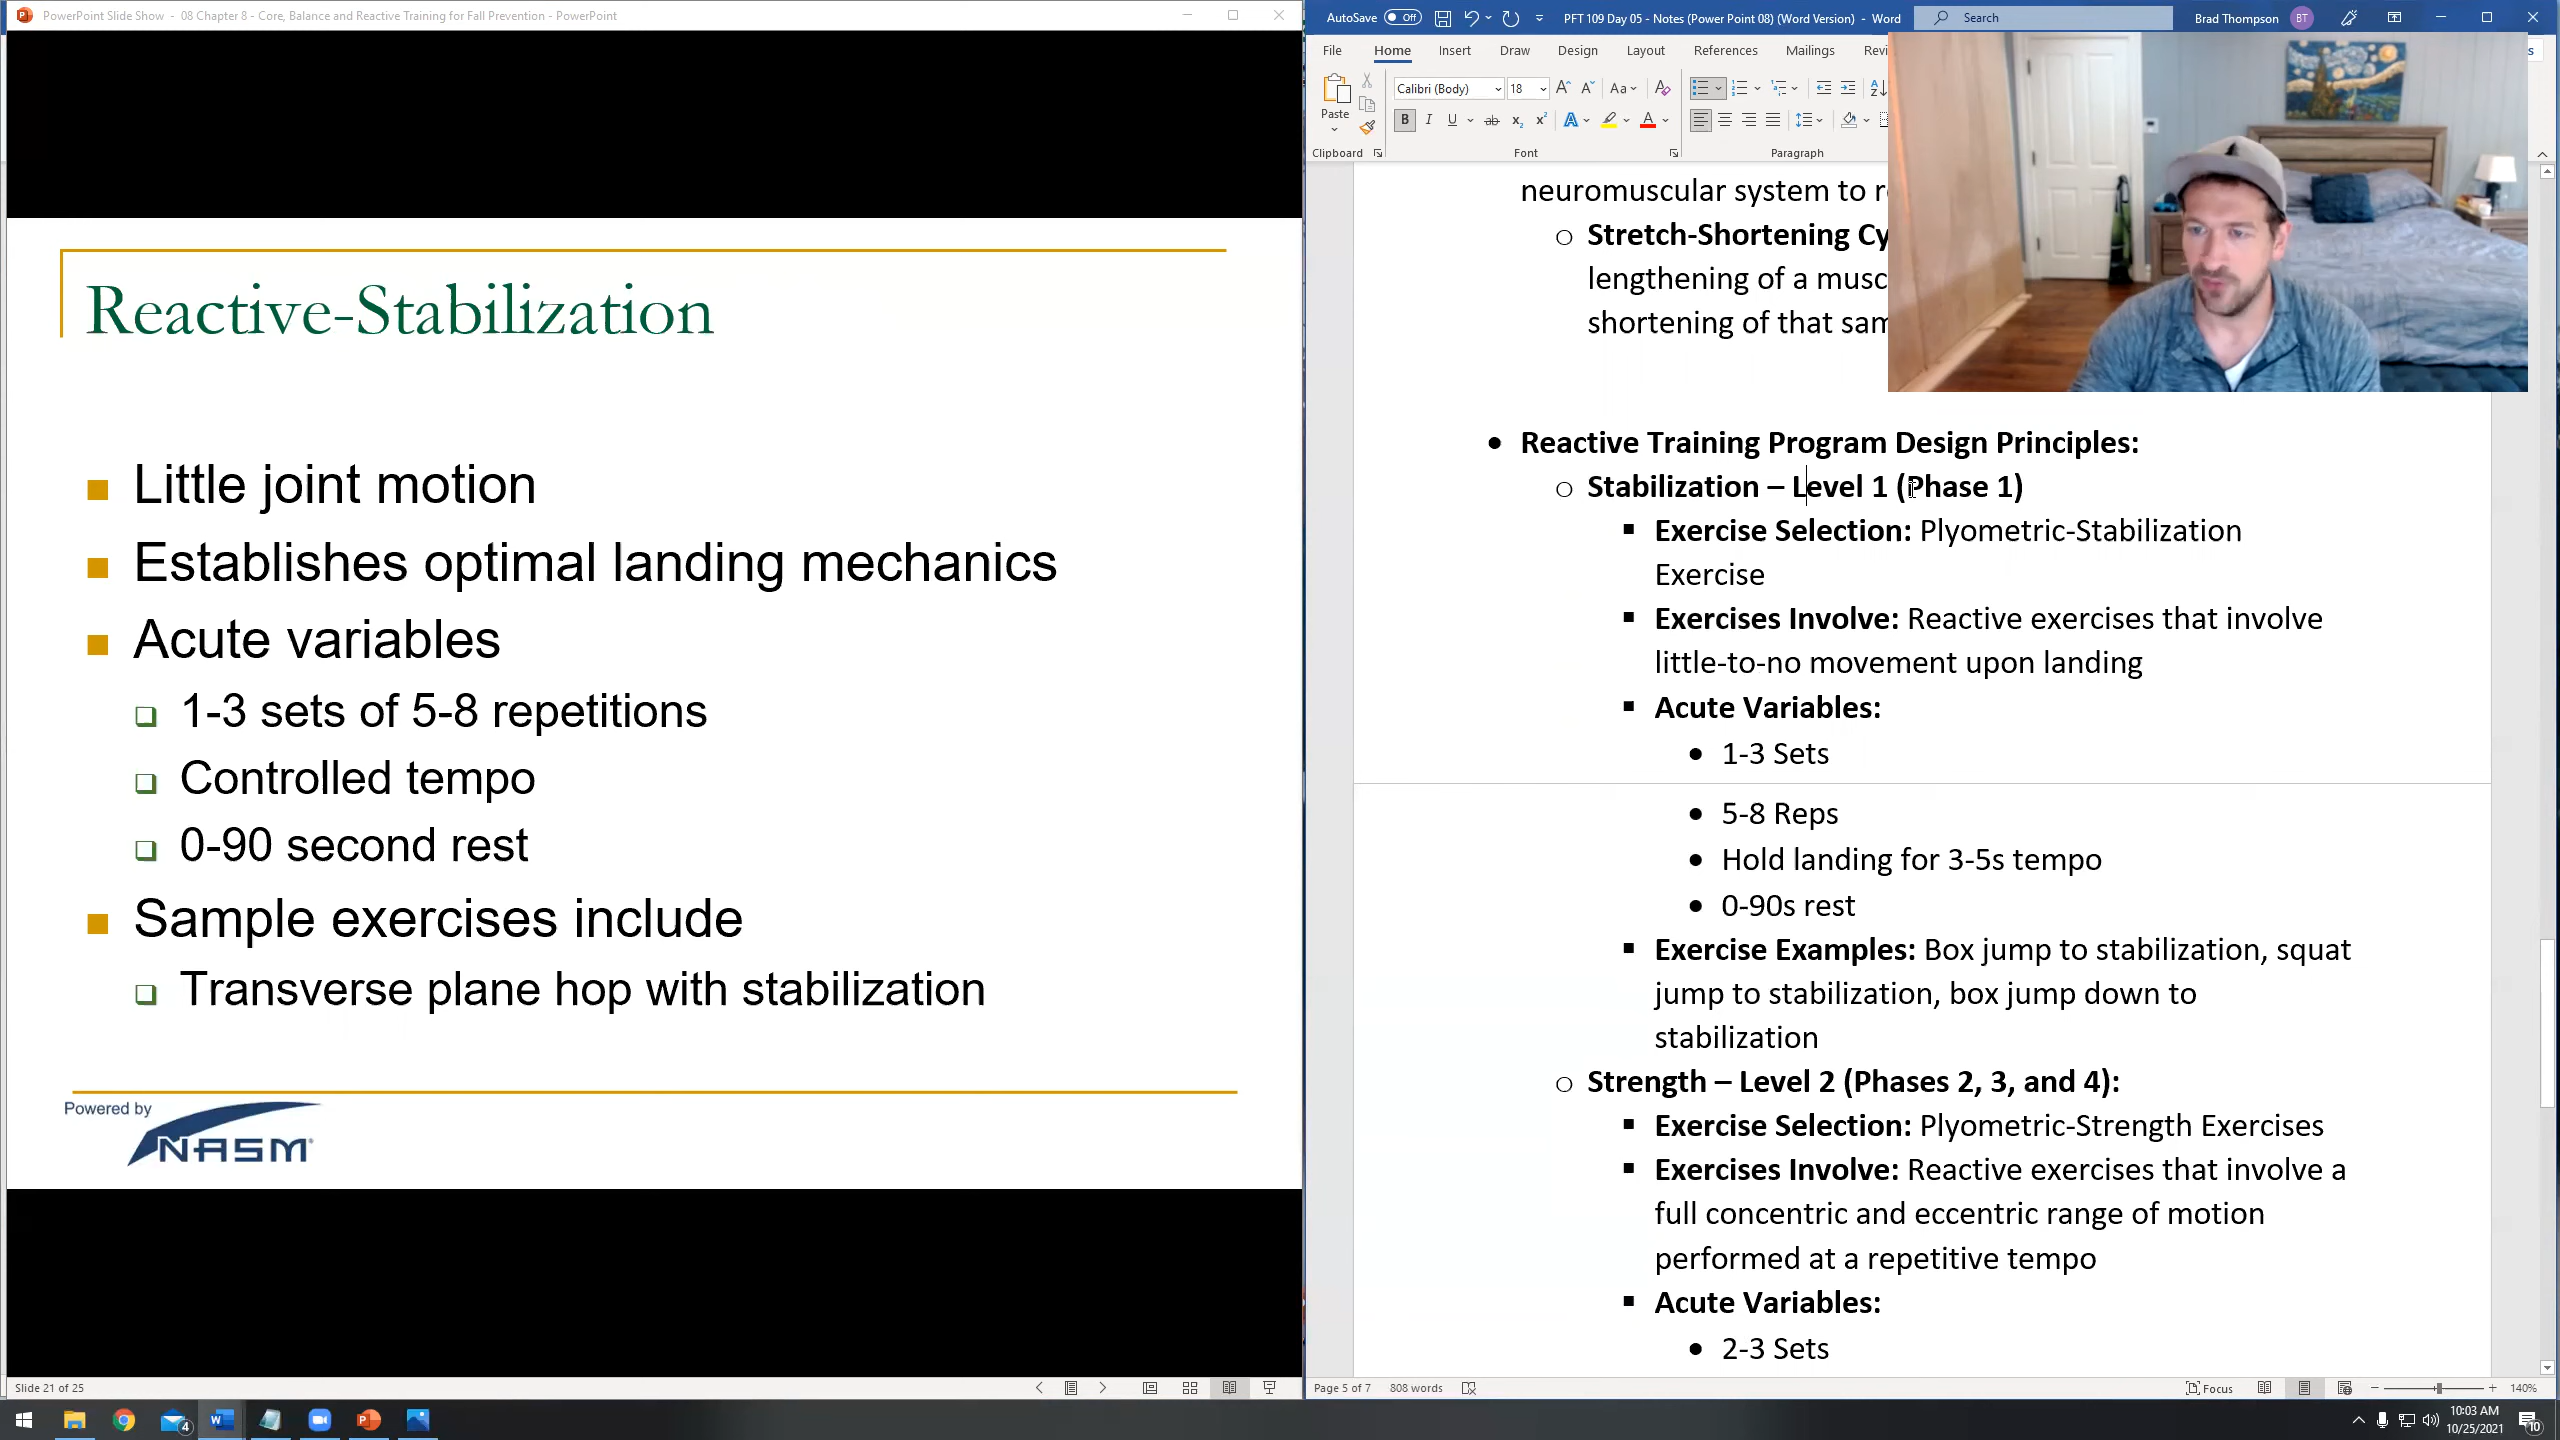 PowerPoint Slide Show - 08 Chapter 8 - Core, Balance and Reactive Training for Fall Prevention - PowerPoint
Reactive-Stabilization
Little joint motion
Establishes optimal landing mechanics
Acute variables
1-3 sets of 5-8 repetitions
Controlled tempo
0-90 second rest
Sample exercises include
Transverse plane hop with stabilization
Powered by
NASM
Slide 21 of 25
AutoSave Off
PFT 109 Day 05 - Notes (Power Point 08) (Word Version) - Word
Search
Brad Thompson BT
File Home Insert Draw Design Layout References Mailings Revi
s
Paste
Calibri (Body) 18
Clipboard Font Paragraph
neuromuscular system to r
Stretch-Shortening Cy
lengthening of a musc
shortening of that sam
Reactive Training Program Design Principles:
Stabilization – Level 1 (Phase 1)
Exercise Selection: Plyometric-Stabilization
Exercise
Exercises Involve: Reactive exercises that involve
little-to-no movement upon landing
Acute Variables:
1-3 Sets
5-8 Reps
Hold landing for 3-5s tempo
0-90s rest
Exercise Examples: Box jump to stabilization, squat
jump to stabilization, box jump down to
stabilization
Strength – Level 2 (Phases 2, 3, and 4):
Exercise Selection: Plyometric-Strength Exercises
Exercises Involve: Reactive exercises that involve a
full concentric and eccentric range of motion
performed at a repetitive tempo
Acute Variables:
2-3 Sets
Page 5 of 7 808 words
Focus
140%
4
10:03 AM
10/25/2021
10